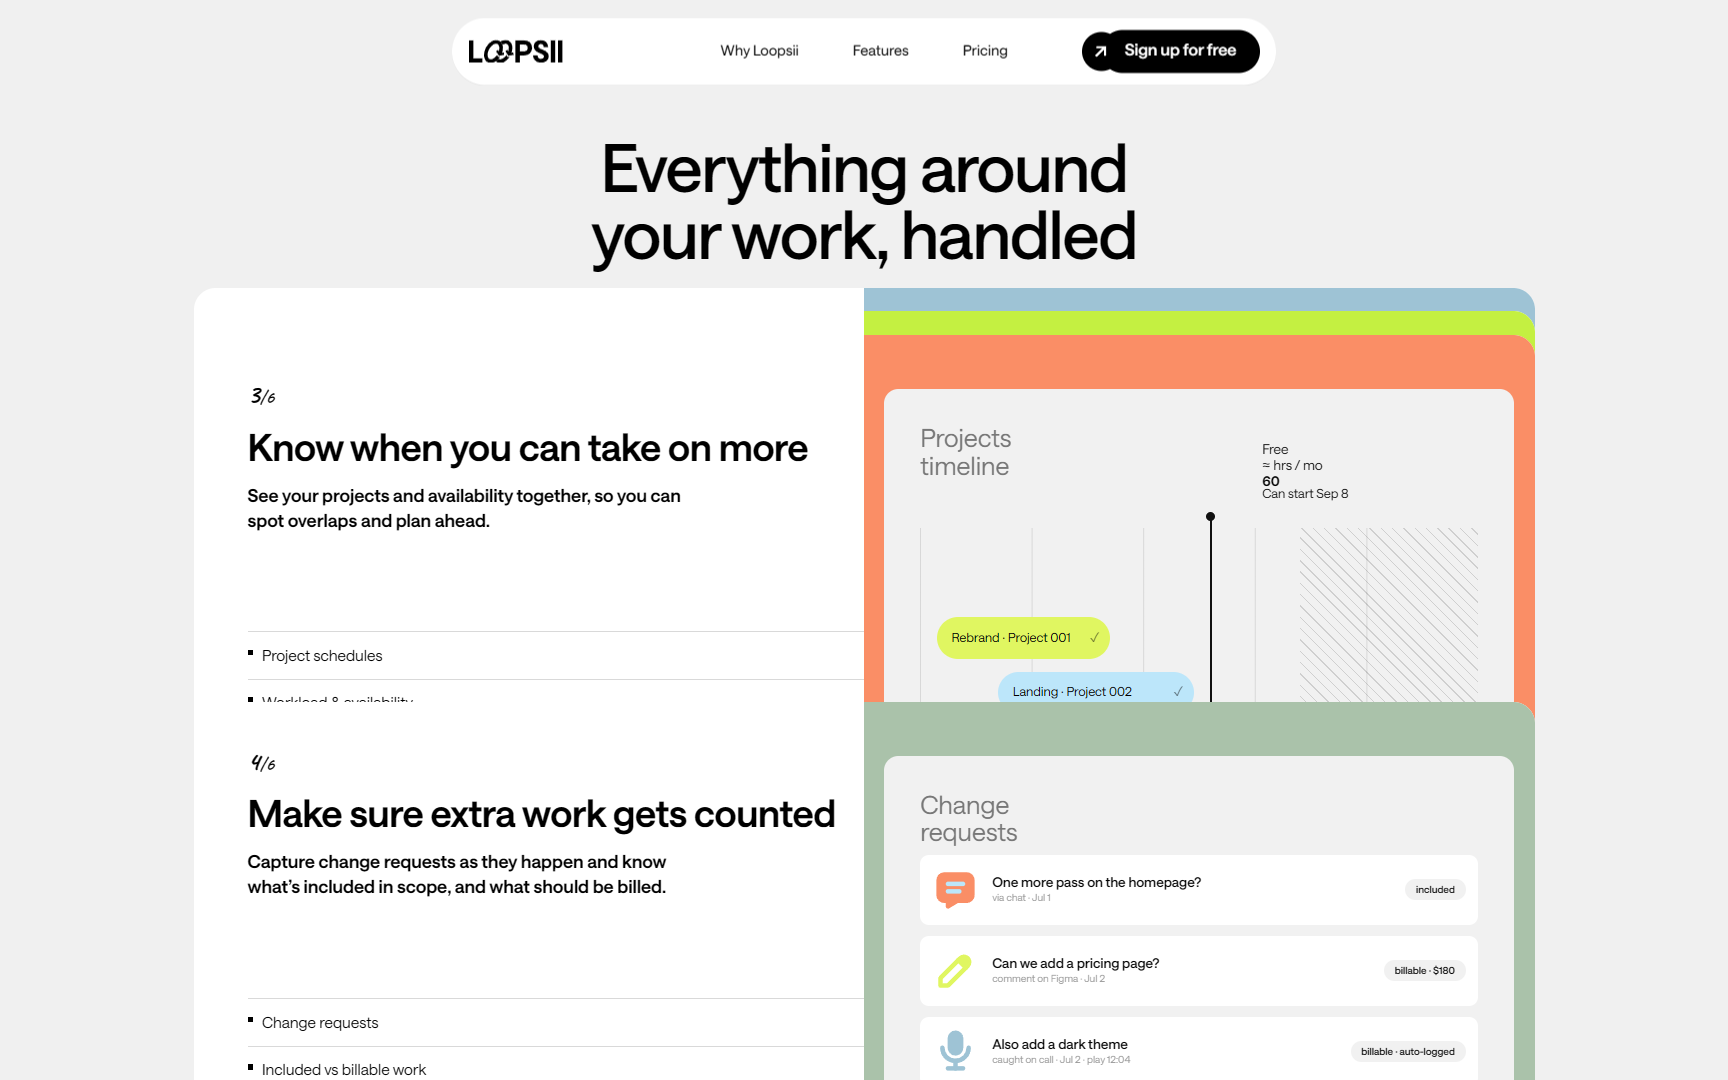 LOOPSII
Why Loopsii
Features
Pricing
Sign up for free
Everything around
your work, handled
3/6
Know when you can take on more
See your projects and availability together, so you can
spot overlaps and plan ahead.
Project schedules
Workload & availability
Projects
timeline
Free
≈ hrs / mo
60
Can start Sep 8
Rebrand · Project 001 ✓
Landing · Project 002 ✓
4/6
Make sure extra work gets counted
Capture change requests as they happen and know
what’s included in scope, and what should be billed.
Change requests
Included vs billable work
Change
requests
One more pass on the homepage?
via chat · Jul 1
included
Can we add a pricing page?
comment on Figma · Jul 2
billable · $180
Also add a dark theme
caught on call · Jul 2 · play 12:04
billable · auto-logged